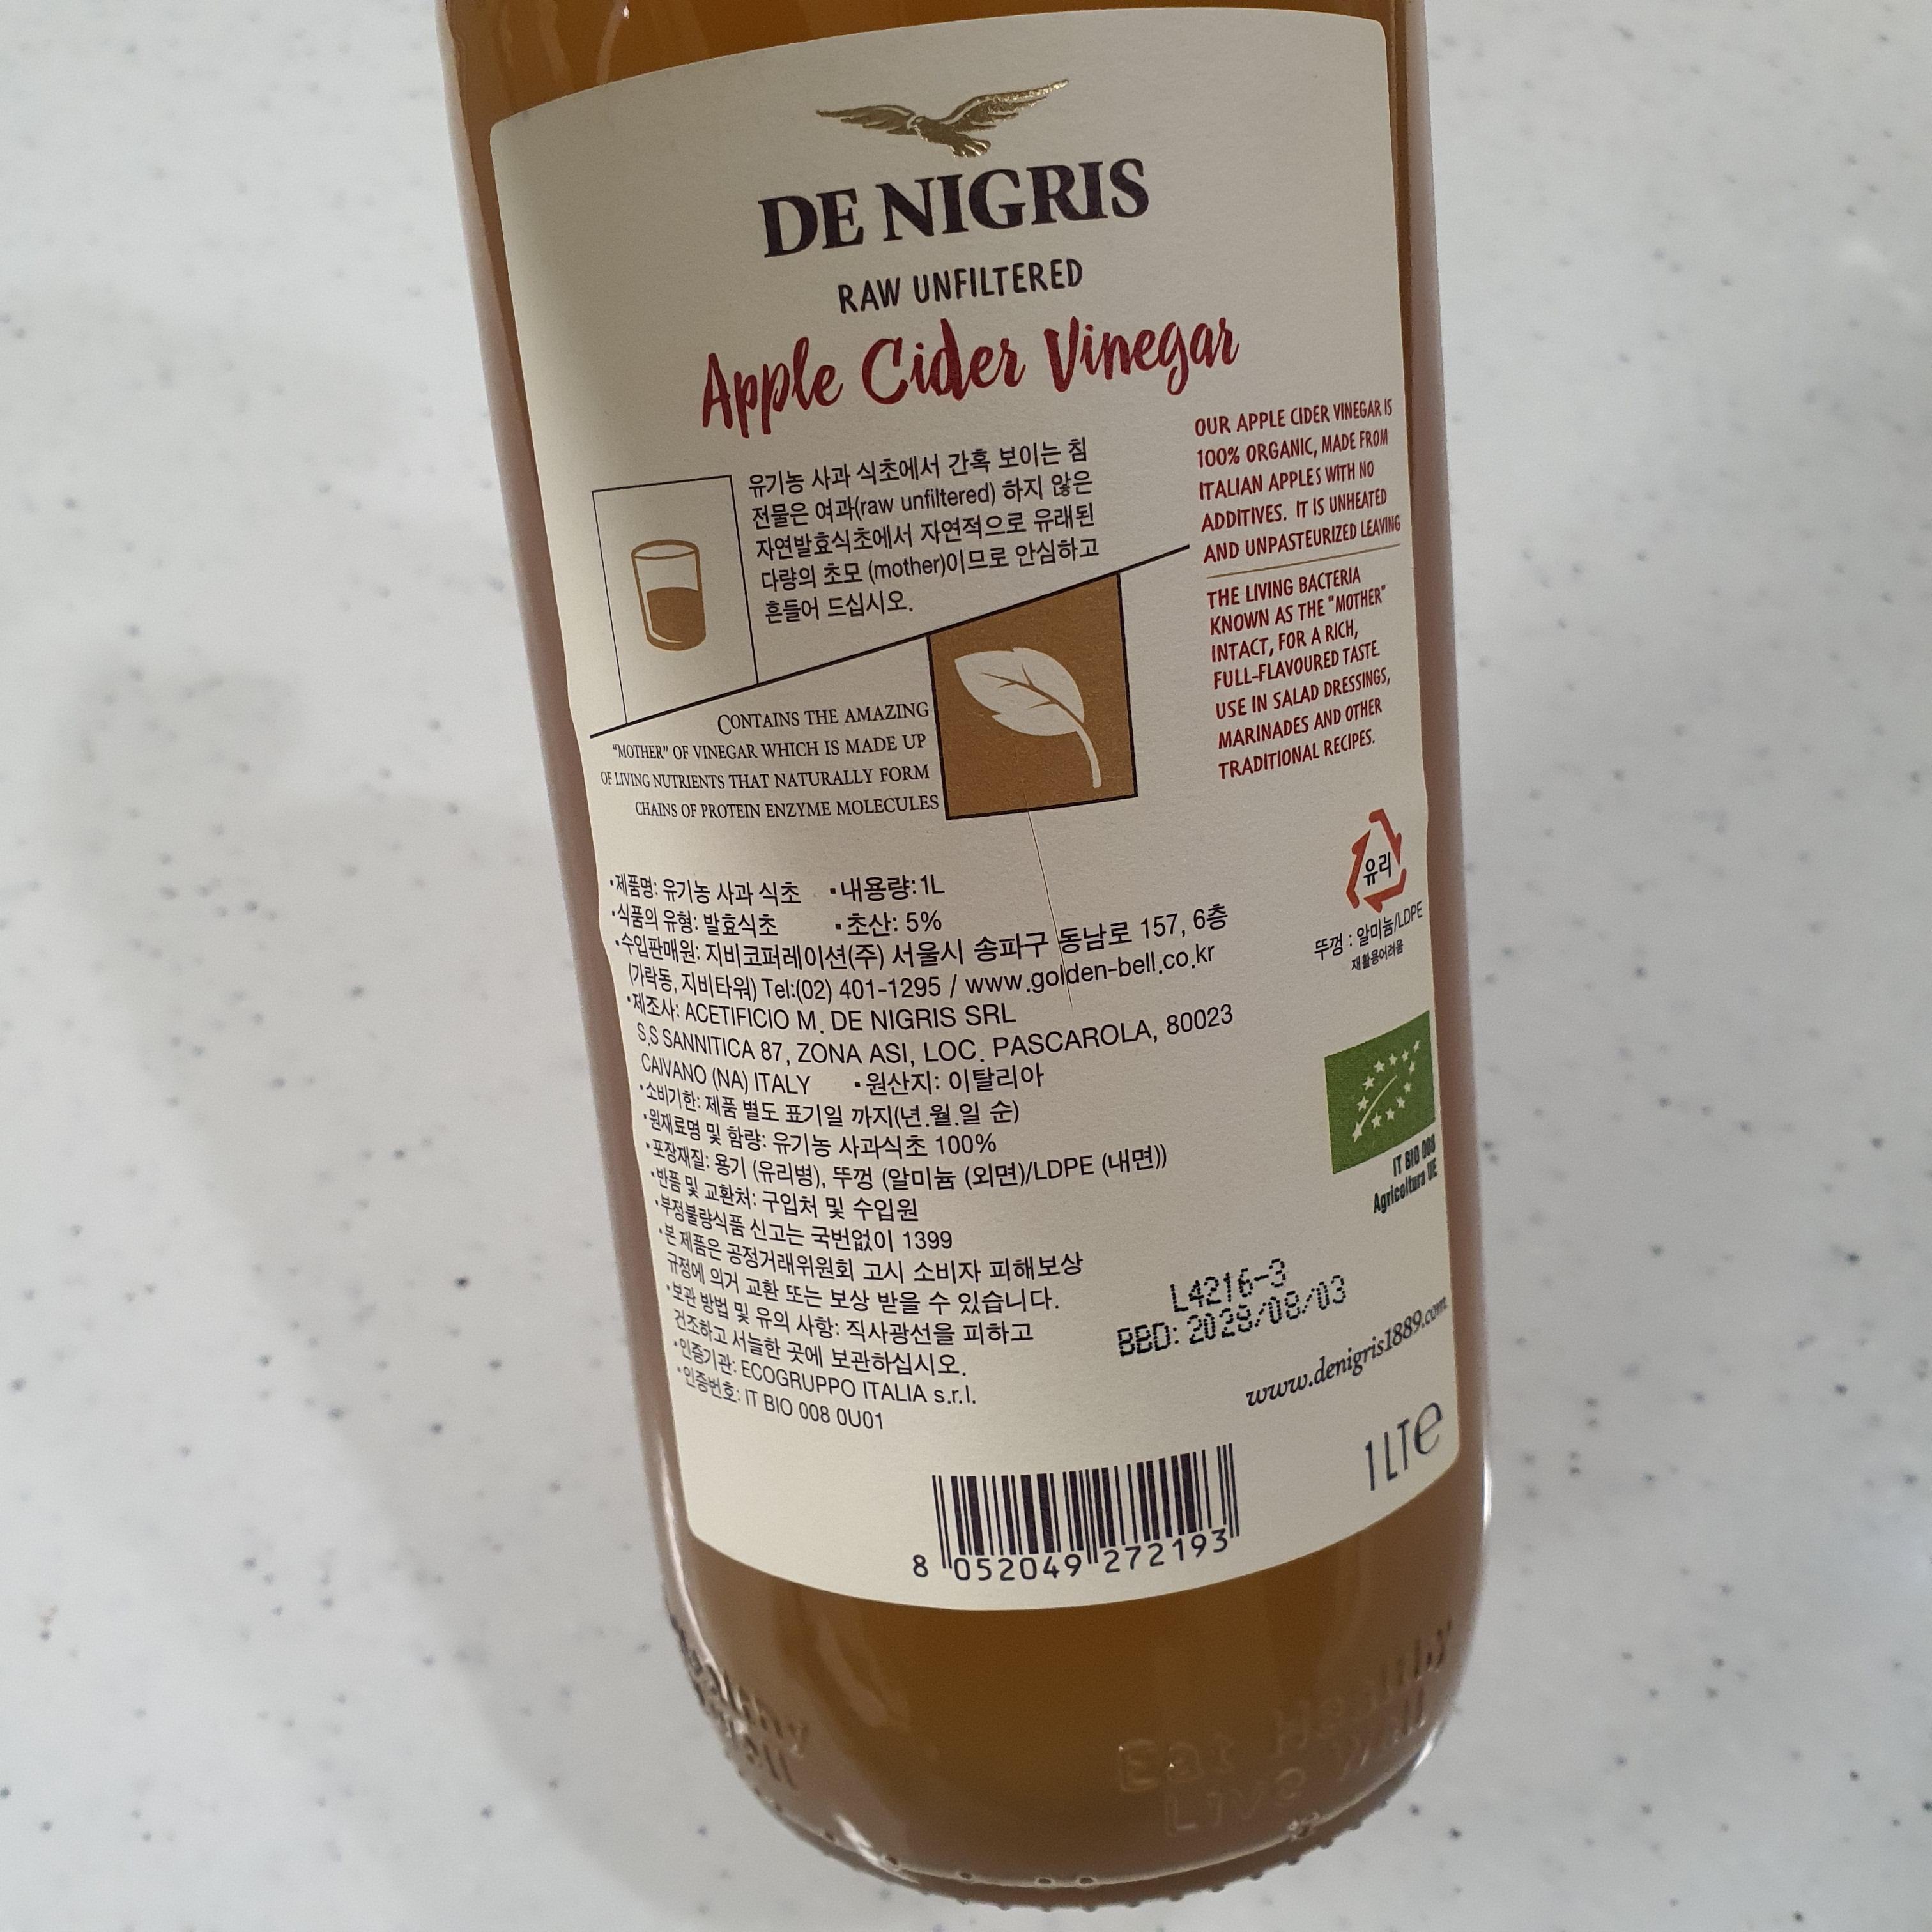 DE NIGRIS
RAW UNFILTERED
Apple Cider Vinegar
유기농 사과 식초에서 간혹 보이는 침
전물은 여과(raw unfiltered) 하지 않은
자연발효식초에서 자연적으로 유래된
다량의 초모 (mother)이므로 안심하고
흔들어 드십시오.
OUR APPLE CIDER VINEGAR IS
100% ORGANIC, MADE FROM
ITALIAN APPLES WITH NO
ADDITIVES. IT IS UNHEATED
AND UNPASTEURIZED LEAVING
THE LIVING BACTERIA
KNOWN AS THE "MOTHER"
INTACT, FOR A RICH,
FULL-FLAVOURED TASTE.
USE IN SALAD DRESSINGS,
MARINADES AND OTHER
TRADITIONAL RECIPES.
CONTAINS THE AMAZING
"MOTHER" OF VINEGAR WHICH IS MADE UP
OF LIVING NUTRIENTS THAT NATURALLY FORM
CHAINS OF PROTEIN ENZYME MOLECULES
•제품명: 유기농 사과 식초 •내용량:1L
•식품의 유형: 발효식초 •초산: 5%
•수입판매원: 지비코퍼레이션(주) 서울시 송파구 동남로 157, 6층
(가락동, 지비타워) Tel:(02) 401-1295 / www.golden-bell.co.kr
•제조사: ACETIFICIO M. DE NIGRIS SRL
S.S SANNITICA 87, ZONA ASI, LOC. PASCAROLA, 80023
CAIVANO (NA) ITALY •원산지: 이탈리아
•소비기한: 제품 별도 표기일 까지(년.월.일 순)
•원재료명 및 함량: 유기농 사과식초 100%
•포장재질: 용기 (유리병), 뚜껑 (알미늄 (외면)/LDPE (내면))
•반품 및 교환처: 구입처 및 수입원
•부정불량식품 신고는 국번없이 1399
•본 제품은 공정거래위원회 고시 소비자 피해보상
규정에 의거 교환 또는 보상 받을 수 있습니다.
•보관 방법 및 유의 사항: 직사광선을 피하고
건조하고 서늘한 곳에 보관하십시오.
•인증기관: ECOGRUPPO ITALIA s.r.l.
•인증번호: IT BIO 008 0U01
유리
뚜껑 : 알미늄/LDPE
재활용어려움
IT BIO 008
Agricoltura UE
L4216-3
BBD: 2028/08/03
www.denigris1889.com
1 LT e
8 052049 272193
Eat Healthy
Live Well